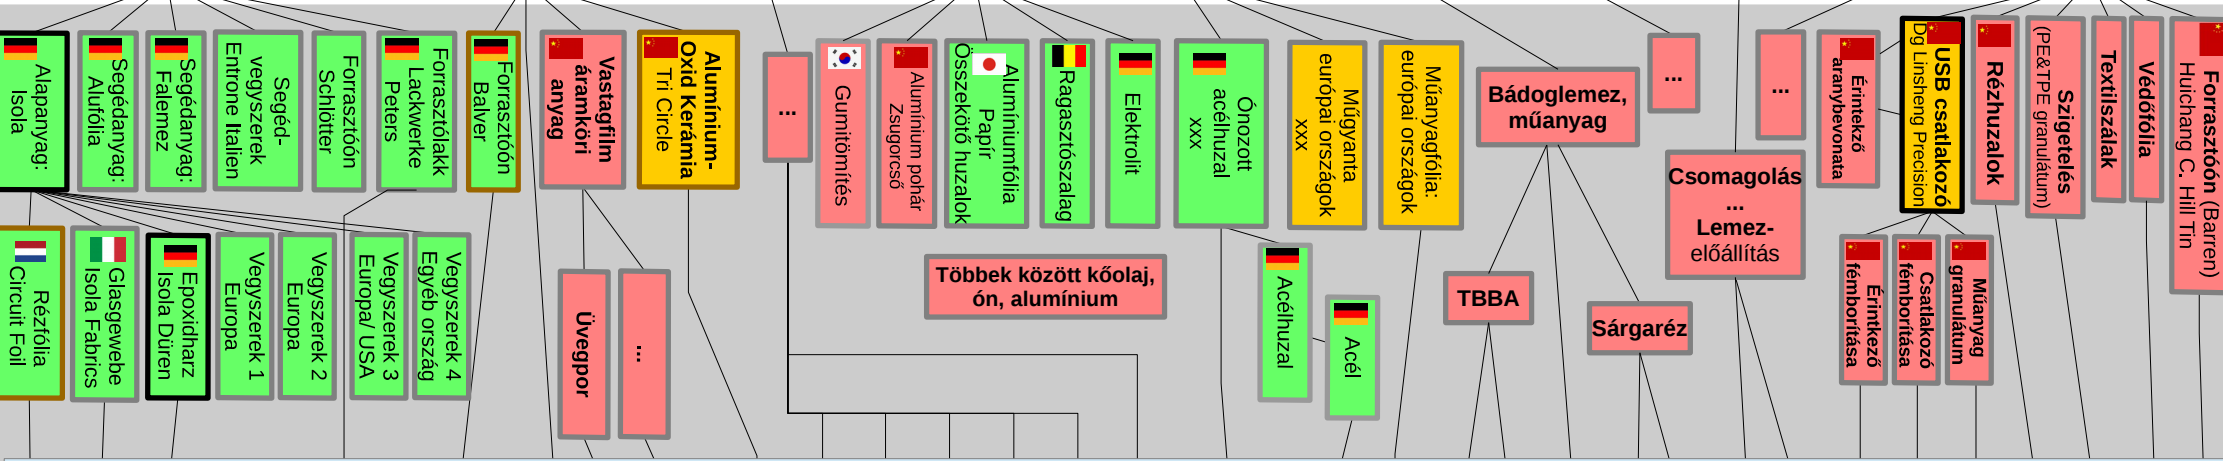 Alapanyag:
Isola
Segédanyag:
Alufólia
Segédanyag:
Falemez
Segéd-
vegyszerek
Entrone Italien
Forrasztóón
Schlötter
Forrasztólakk
Lackwerke
Peters
Forrasztóón
Balver
Vastagfilm
áramköri
anyag
Alumínium-
Oxid Kerámia
Tri Circle
...
Gumitömítés
Alumínium pohár
Zsugorcső
Alumíniumfólia
Papír
Összekötő huzalok
Ragasztószalag
Elektrolit
Ónozott
acélhuzal
xxx
Műgyanta
európai országok
xxx
Műanyagfólia:
európai országok
Bádoglemez,
műanyag
...
...
Csomagolás
...
Lemez-
előállítás
Érintekző
aranybevonata
USB csatlakozó
Dg Linsheng Precision
Rézhuzalok
Szigetelés
(PE&TPE granulátum)
Textilszálak
Védőfólia
Forrasztóón (Barren)
Huichang C. Hill Tin
Rézfólia
Circuit Foil
Glasgewebe
Isola Fabrics
Epoxidharz
Isola Düren
Vegyszerek 1
Europa
Vegyszerek 2
Europa
Vegyszerek 3
Europa/ USA
Vegyszerek 4
Egyéb ország
Üvegpor
...
Többek között kőolaj,
ón, alumínium
Acélhuzal
Acél
TBBA
Sárgaréz
Érintkező
fémborítása
Csatlakozó
fémborítása
Műanyag
granulátum